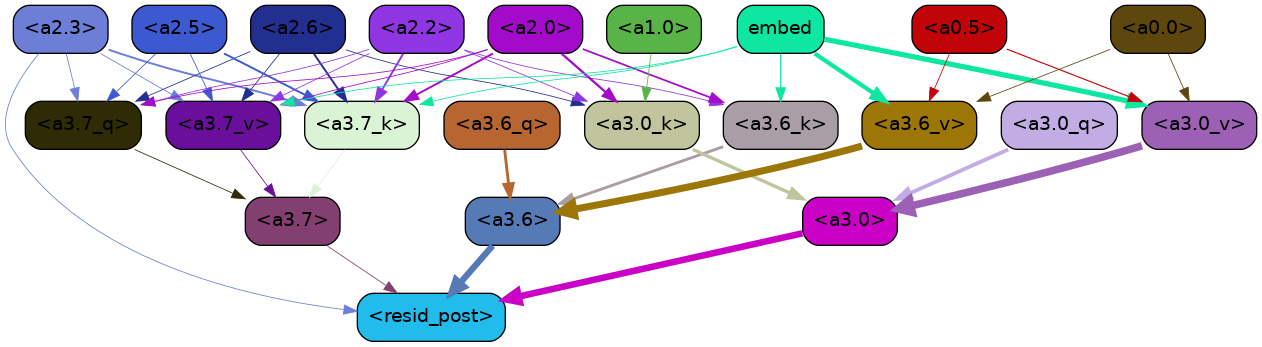 <a2.3> <a2.5> <a2.6> <a2.2> <a2.0> <a1.0> embed <a0.5> <a0.0>
<a3.7_q> <a3.7_v> <a3.7_k> <a3.6_q> <a3.0_k> <a3.6_k> <a3.6_v> <a3.0_q> <a3.0_v>
<a3.7> <a3.6> <a3.0>
<resid_post>